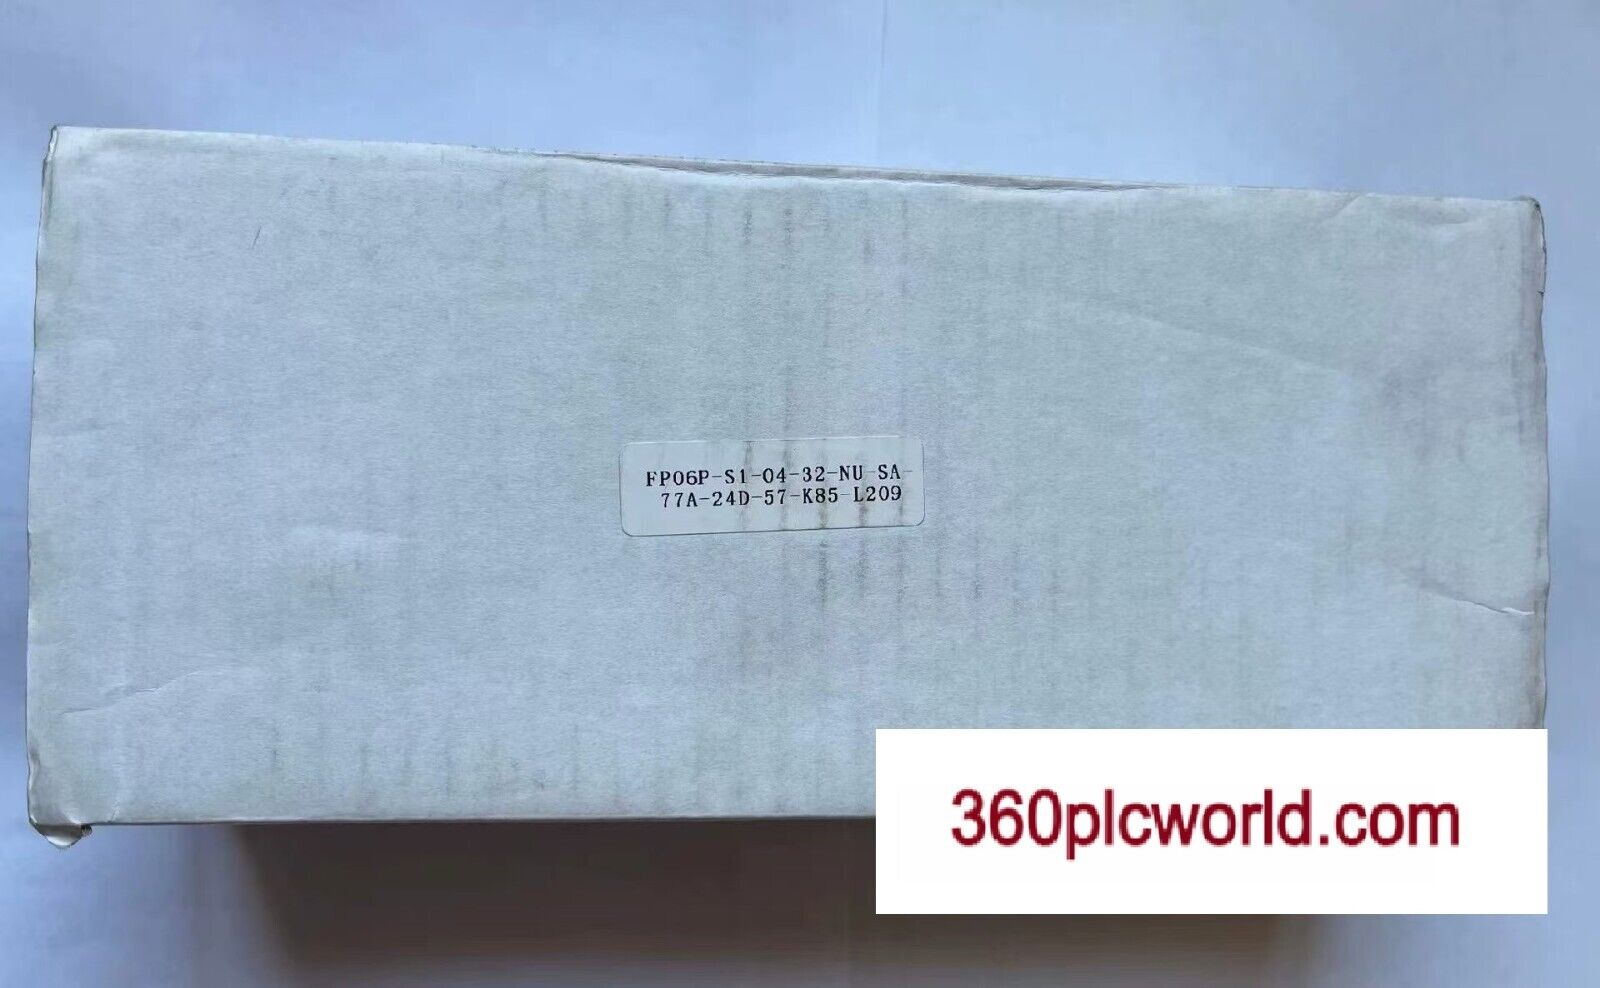 FP06P-S1-04-32-NU-SA-
77A-24D-57-K85-L209
360plcworld.com